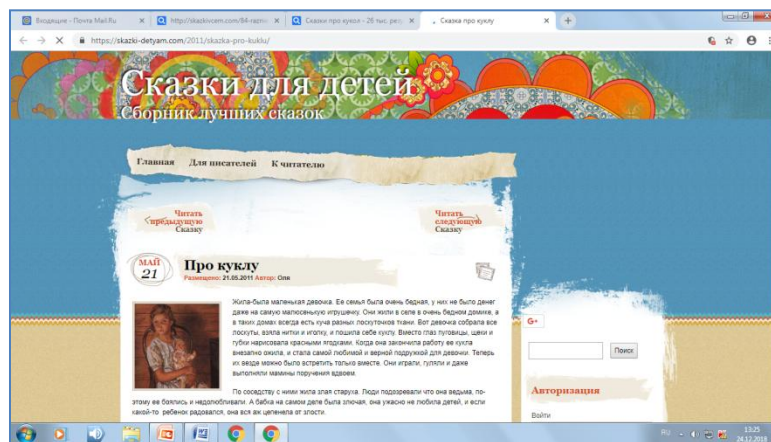 Входящие - Почта Mail.Ru
http://skazkivcem.com/84-razni
Сказки про кукол - 26 тыс. резу
Сказка про куклу
https://skazki-detyam.com/2011/skazka-pro-kuklu/
Сказки для детей
Сборник лучших сказок
Главная Для писателей К читателю
Читать
предыдущую
Сказку
Читать
следующую
Сказку
МАЙ
21
Про куклу
Размещено: 21.05.2011 Автор: Оля
Жила-была маленькая девочка. Ее семья была очень бедная, у них не было денег
даже на самую малюсенькую игрушечку. Они жили в селе в очень бедном домике, а
в таких домах всегда есть куча разных лоскуточков ткани. Вот девочка собрала все
лоскуты, взяла нитки и иголку, и пошила себе куклу. Вместо глаз пуговицы, щеки и
губки нарисовала красными ягодками. Когда она закончила работу ее кукла
внезапно ожила, и стала самой любимой и верной подружкой для девочки. Теперь
их везде можно было встретить только вместе. Они играли, гуляли и даже
выполняли мамины поручения вдвоем.
По соседству с ними жила злая старуха. Люди подозревали что она ведьма, по-
этому ее боялись и недолюбливали. А бабка на самом деле была злючая, она ужасно не любила детей, и если
какой-то ребенок радовался, она вся аж цепенела от злости.
G+
Поиск
Авторизация
Войти
RU
13:25
24.12.2019